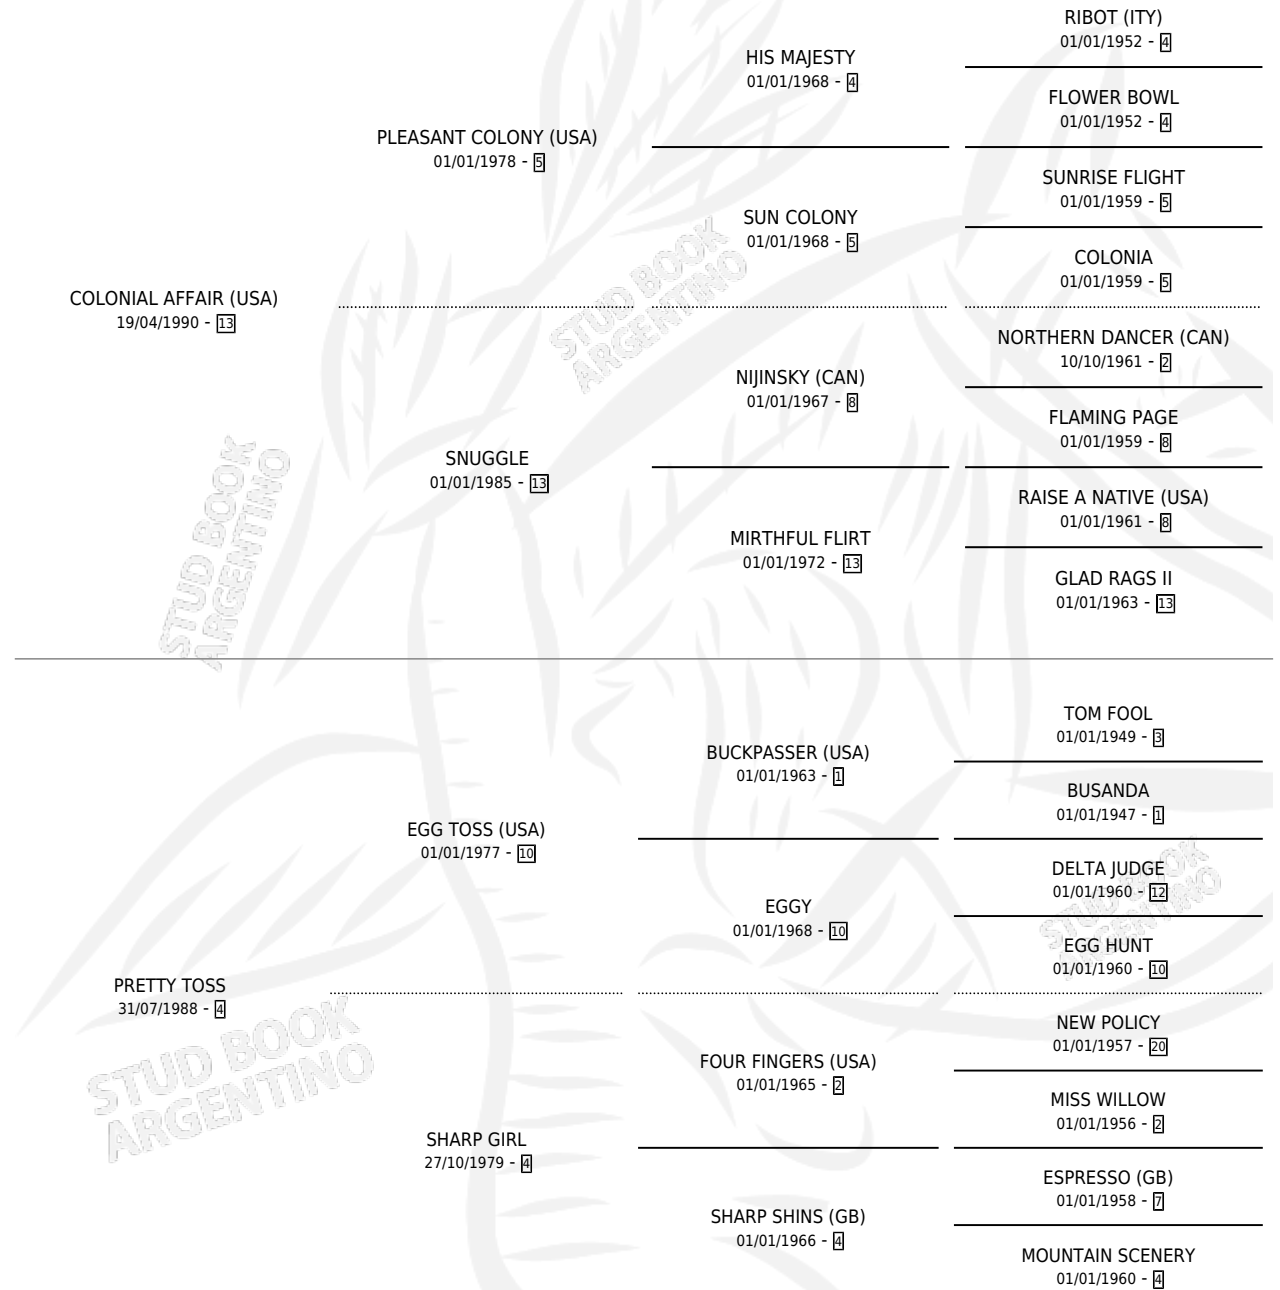 RIBOT (ITY)
01/01/1952 - 4
HIS MAJESTY
01/01/1968 - 4
FLOWER BOWL
01/01/1952 - 4
PLEASANT COLONY (USA)
01/01/1978 - 5
SUNRISE FLIGHT
01/01/1959 - 5
SUN COLONY
01/01/1968 - 5
COLONIA
01/01/1959 - 5
COLONIAL AFFAIR (USA)
19/04/1990 - 13
NORTHERN DANCER (CAN)
10/10/1961 - 2
NIJINSKY (CAN)
01/01/1967 - 8
FLAMING PAGE
01/01/1959 - 8
SNUGGLE
01/01/1985 - 13
RAISE A NATIVE (USA)
01/01/1961 - 8
MIRTHFUL FLIRT
01/01/1972 - 13
GLAD RAGS II
01/01/1963 - 13
TOM FOOL
01/01/1949 - 3
BUCKPASSER (USA)
01/01/1963 - 1
BUSANDA
01/01/1947 - 1
EGG TOSS (USA)
01/01/1977 - 10
DELTA JUDGE
01/01/1960 - 12
EGGY
01/01/1968 - 10
EGG HUNT
01/01/1960 - 10
PRETTY TOSS
31/07/1988 - 4
NEW POLICY
01/01/1957 - 20
FOUR FINGERS (USA)
01/01/1965 - 2
MISS WILLOW
01/01/1956 - 2
SHARP GIRL
27/10/1979 - 4
ESPRESSO (GB)
01/01/1958 - 7
SHARP SHINS (GB)
01/01/1966 - 4
MOUNTAIN SCENERY
01/01/1960 - 4
STUD BOOK
ARGENTINO
STUD BOOK
ARGENTINO
STUD BOOK
ARGENTINO
STUD BOOK
ARGENTINO